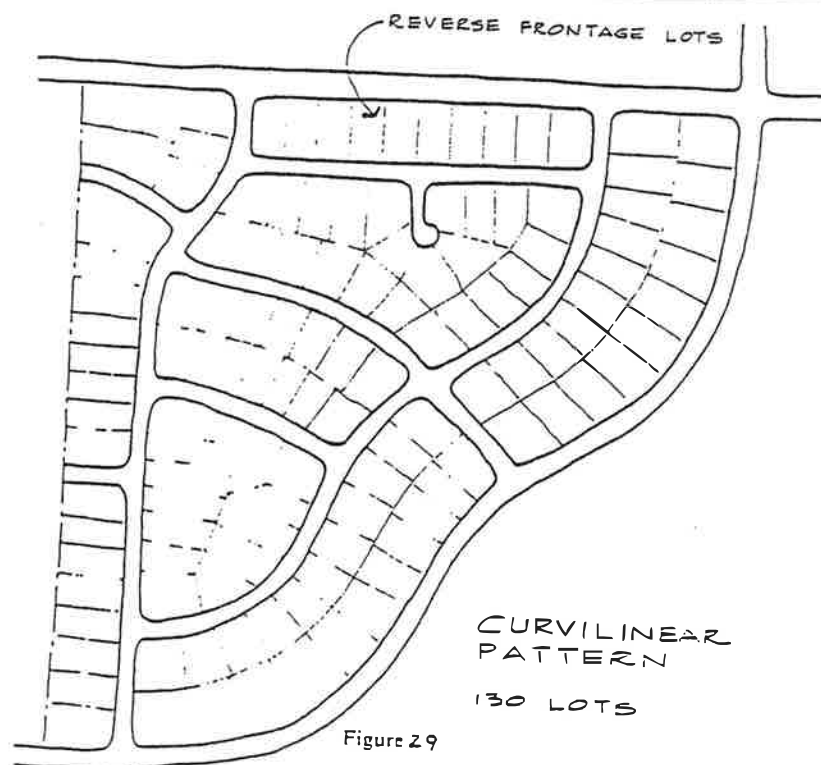 REVERSE FRONTAGE LOTS
CURVILINEAR
PATTERN
130 LOTS
Figure 29